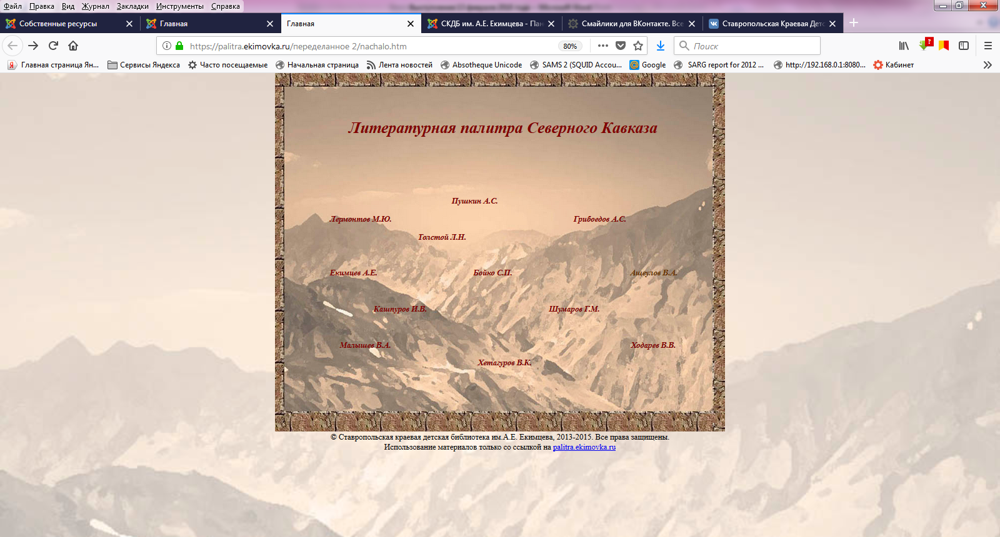 Файл Правка Вид Журнал Закладки Инструменты Справка
Собственные ресурсы Главная Главная СКДБ им. А.Е. Екимцева - Пан Смайлики для ВКонтакте. Все Ставропольская Краевая Детс
https://palitra.ekimovka.ru/переделанное 2/nachalo.htm 80% Поиск
Главная страница Ян... Сервисы Яндекса Часто посещаемые Начальная страница Лента новостей Absotheque Unicode SAMS 2 (SQUID Accou... Google SARG report for 2012 ... http://192.168.0.1:8080... Кабинет
Литературная палитра Северного Кавказа
Пушкин А.С.
Лермонтов М.Ю. Грибоедов А.С.
Толстой Л.Н.
Екимцев А.Е. Бойко С.П. Ащеулов В.А.
Кашпуров И.В. Шумаров Г.М.
Малышев В.А. Ходарев В.В.
Хетагуров В.К.
© Ставропольская краевая детская библиотека им.А.Е. Екимцева, 2013-2015. Все права защищены.
Использование материалов только со ссылкой на palitra.ekimovka.ru